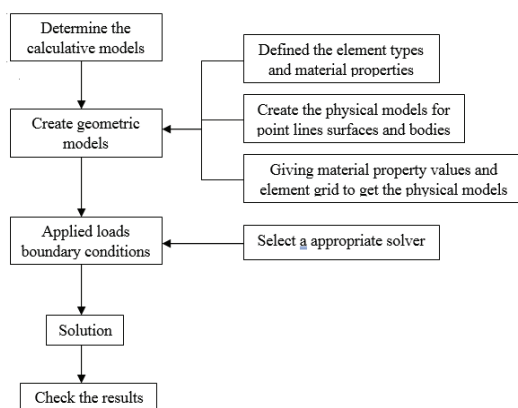 Determine the
calculative models
Defined the element types
and material properties
Create geometric
models
Create the physical models for
point lines surfaces and bodies
Giving material property values and
element grid to get the physical models
Applied loads
boundary conditions
Select a appropriate solver
Solution
Check the results